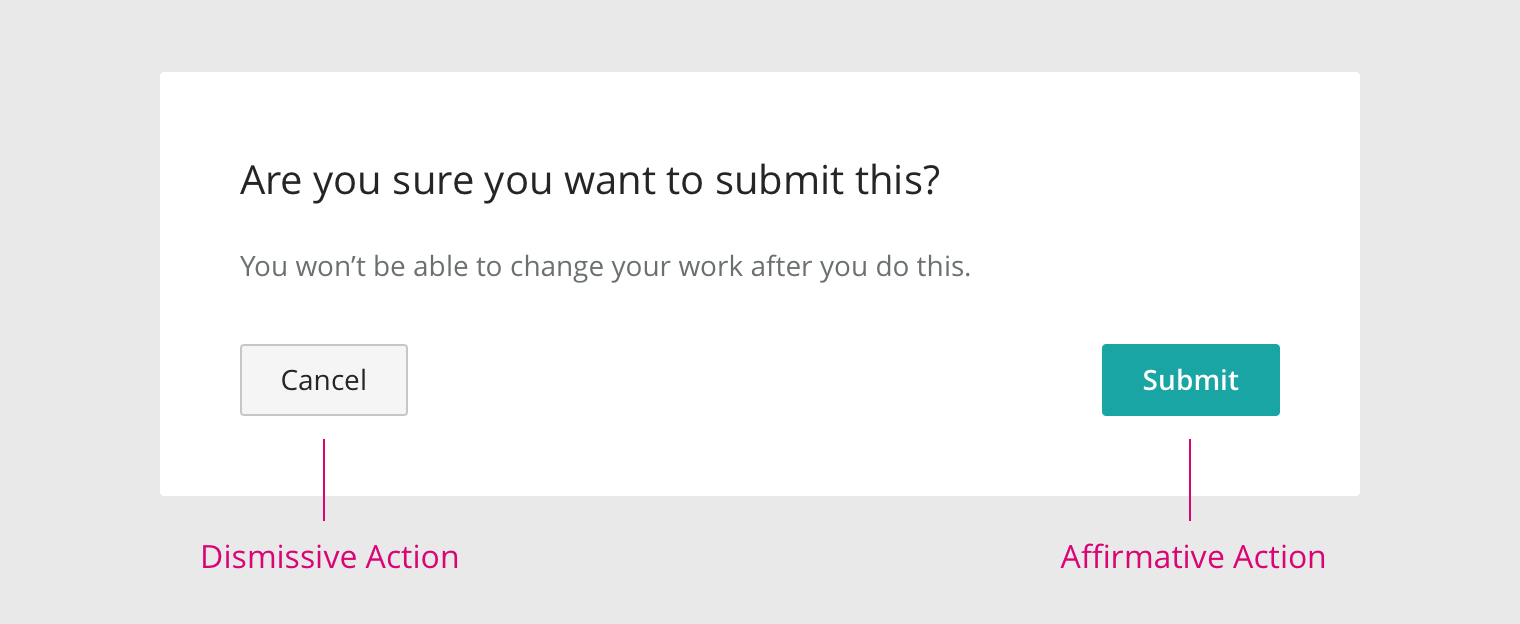 Are you sure you want to submit this?
You won’t be able to change your work after you do this.
Cancel
Submit
Dismissive Action
Affirmative Action